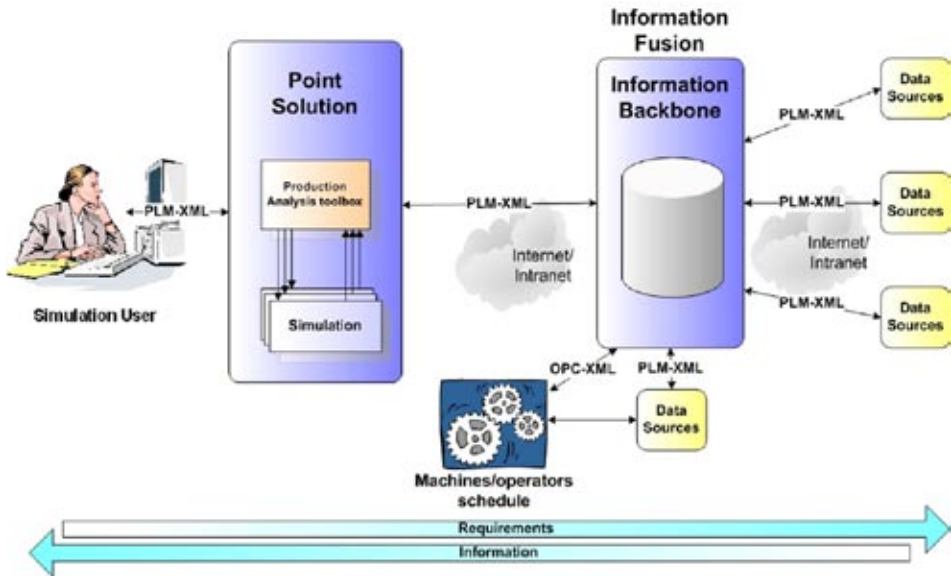 Information
Fusion
Point
Solution
Information
Backbone
Data
Sources
PLM-XML
Production
Analysis toolbox
PLM-XML
PLM-XML
PLM-XML
Data
Sources
Internet/
Intranet
Internet/
Intranet
Simulation User
Simulation
PLM-XML
Data
Sources
OPC-XML
PLM-XML
Data
Sources
Machines/operators
schedule
Requirements
Information